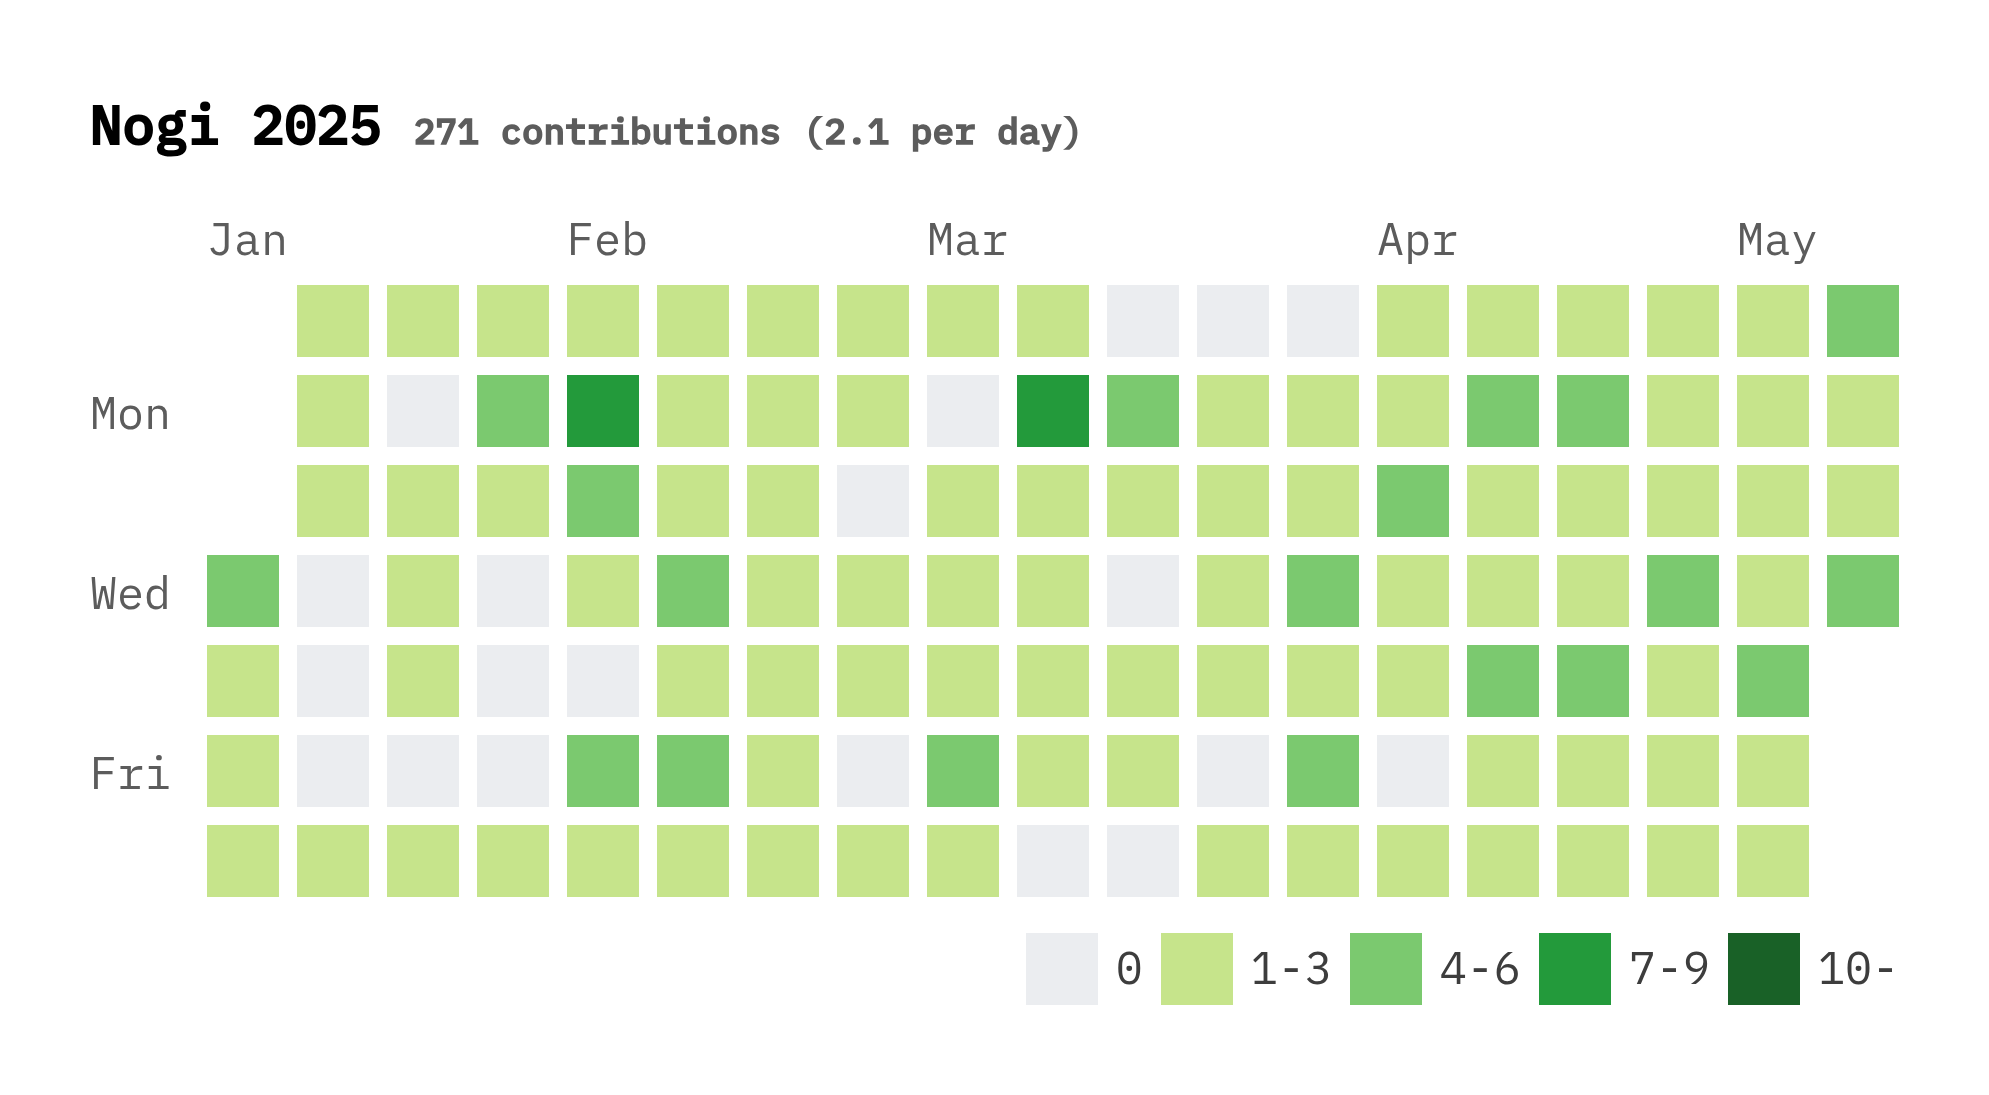 Nogi 2025 271 contributions (2.1 per day)
Jan Feb Mar Apr May
Mon
Wed
Fri
0 1-3 4-6 7-9 10-